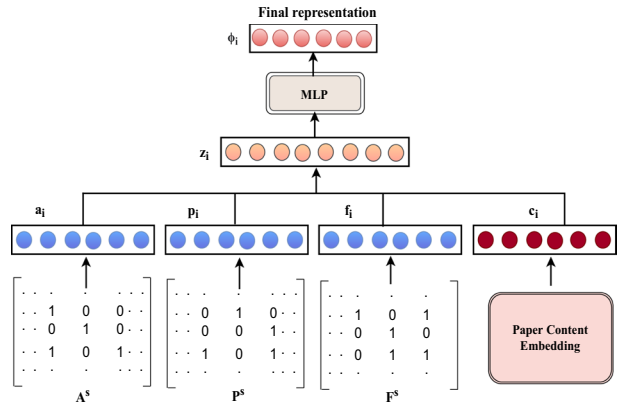 Final representation
ϕi
MLP
zi
ai pi fi ci
. . . . . . . . . . . . .
. . 1 0 0 . . . . 0 1 0 . . . . 1 0 1
. . 0 1 0 . . . . 0 0 1 . . . . 0 1 0
. . 1 0 1 . . . . 1 0 1 . . . . 0 1 1
Paper Content
Embedding
As Ps Fs